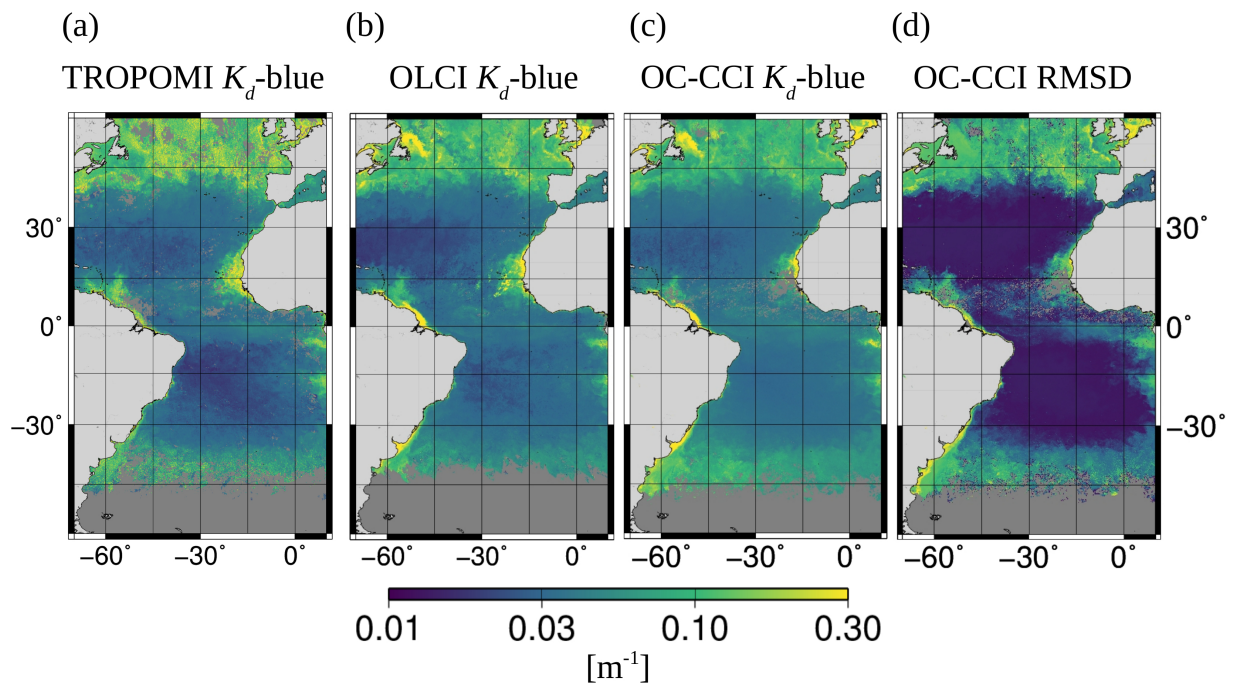 (a) (b) (c) (d)
TROPOMI Kd-blue OLCI Kd-blue OC-CCI Kd-blue OC-CCI RMSD
30° 30°
0° 0°
−30° −30°
−60° −30° 0° −60° −30° 0° −60° −30° 0° −60° −30° 0°
0.01 0.03 0.10 0.30
[m-1]